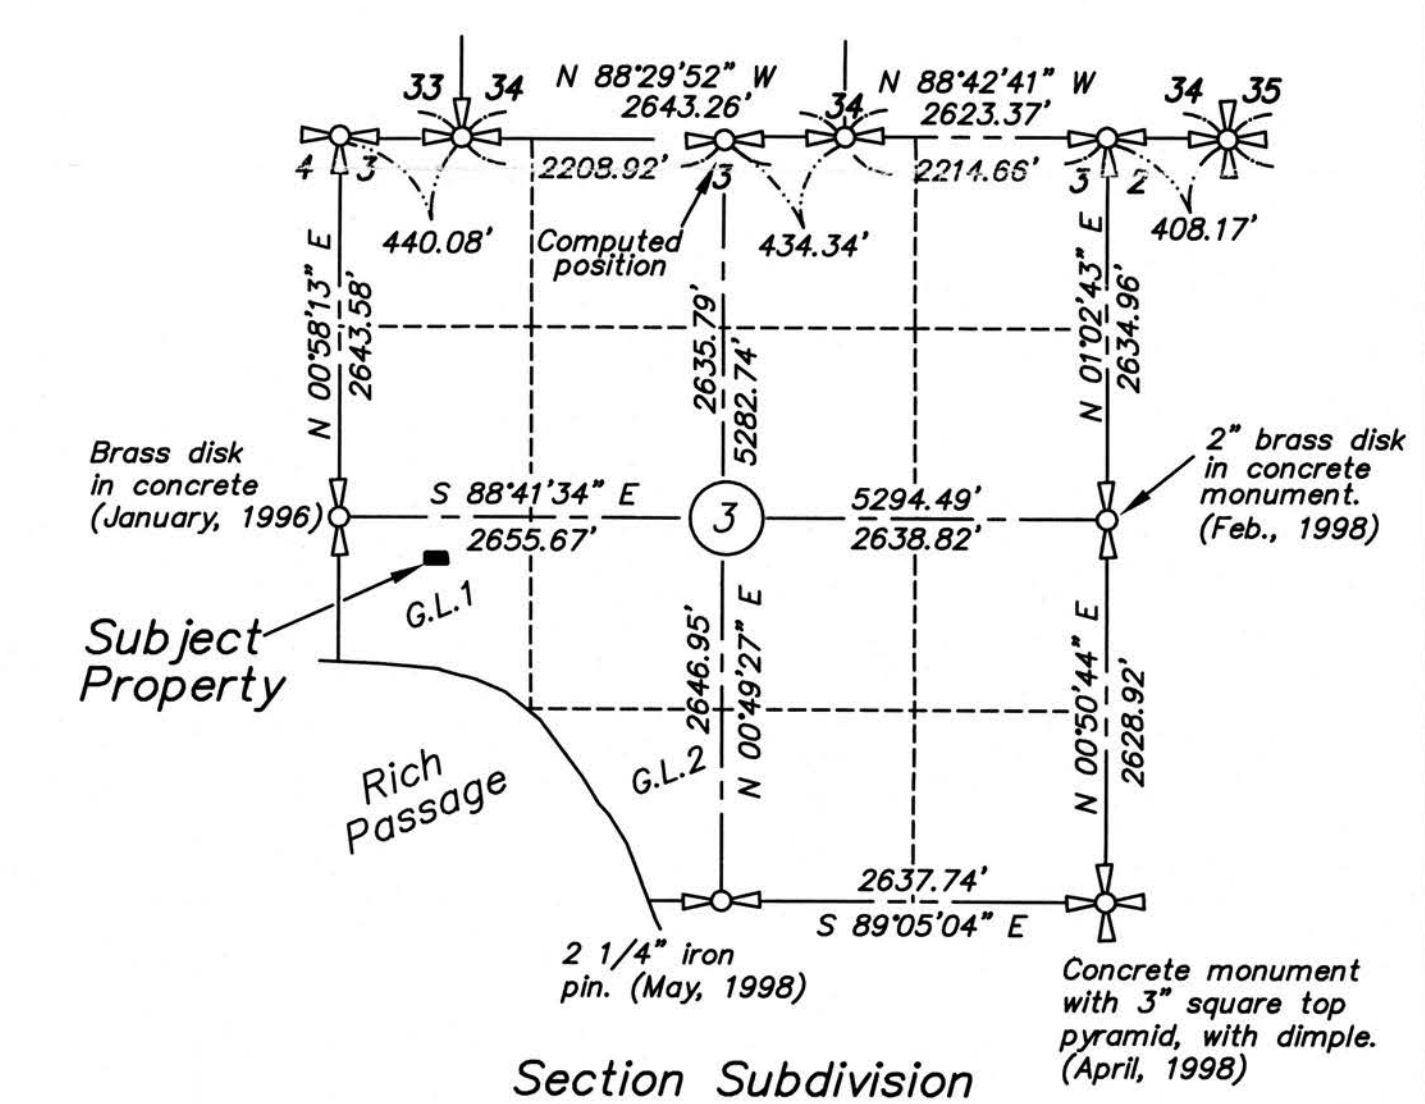 33 34
N 88°29'52" W
2643.26'
34
N 88°42'41" W
2623.37'
34 35
4 3
2208.92'
3
2214.66'
3 2
440.08'
Computed
position
434.34'
408.17'
N 00°58'13" E
2643.58'
2635.79'
5282.74'
N 01°02'43" E
2634.96'
Brass disk
in concrete
(January, 1996)
S 88°41'34" E
2655.67'
3
5294.49'
2638.82'
2" brass disk
in concrete
monument.
(Feb., 1998)
Subject
Property
G.L.1
2646.95'
N 00°49'27" E
N 00°50'44" E
2628.92'
Rich
Passage
G.L.2
2637.74'
S 89°05'04" E
2 1/4" iron
pin. (May, 1998)
Concrete monument
with 3" square top
pyramid, with dimple.
(April, 1998)
Section Subdivision